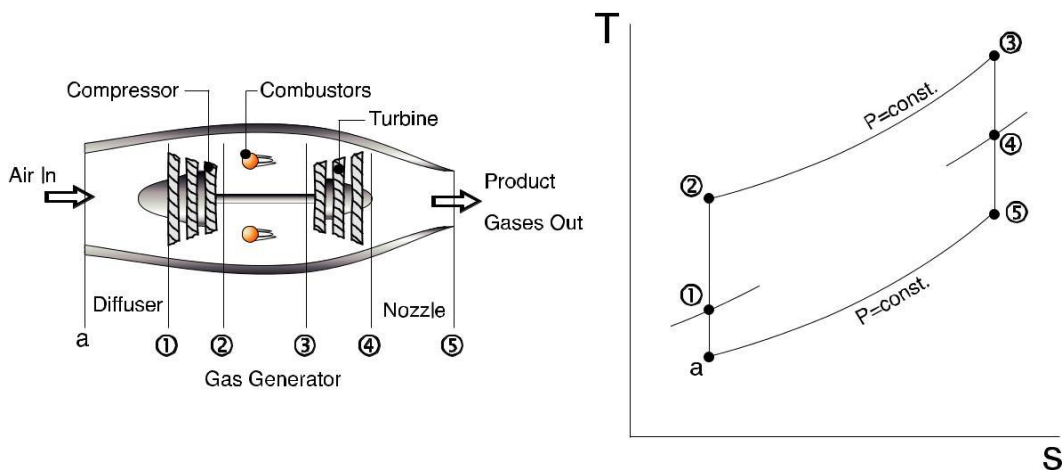 Compressor
Combustors
Turbine
Air In
Product
Gases Out
Diffuser
Nozzle
a
①
②
③
④
⑤
Gas Generator
T
③
P=const.
④
②
⑤
①
P=const.
a
S